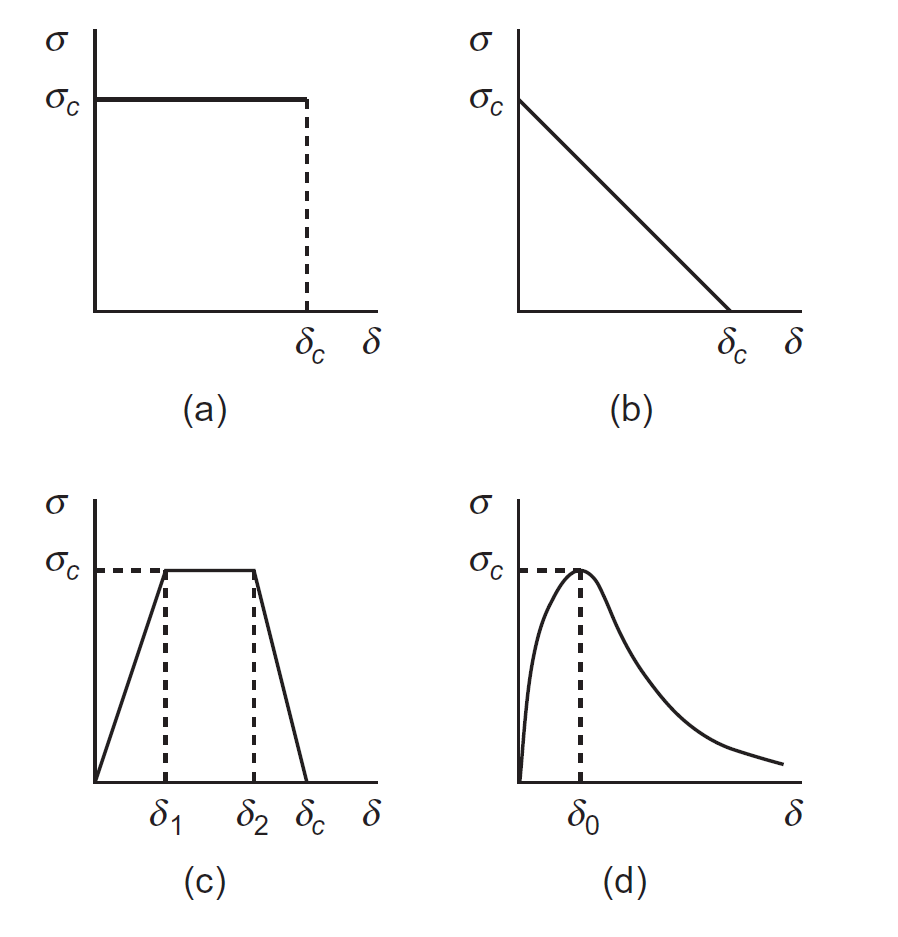 σ σ
σc σc
δc δ δc δ
(a) (b)
σ σ
σc σc
δ1 δ2 δc δ δ0 δ
(c) (d)